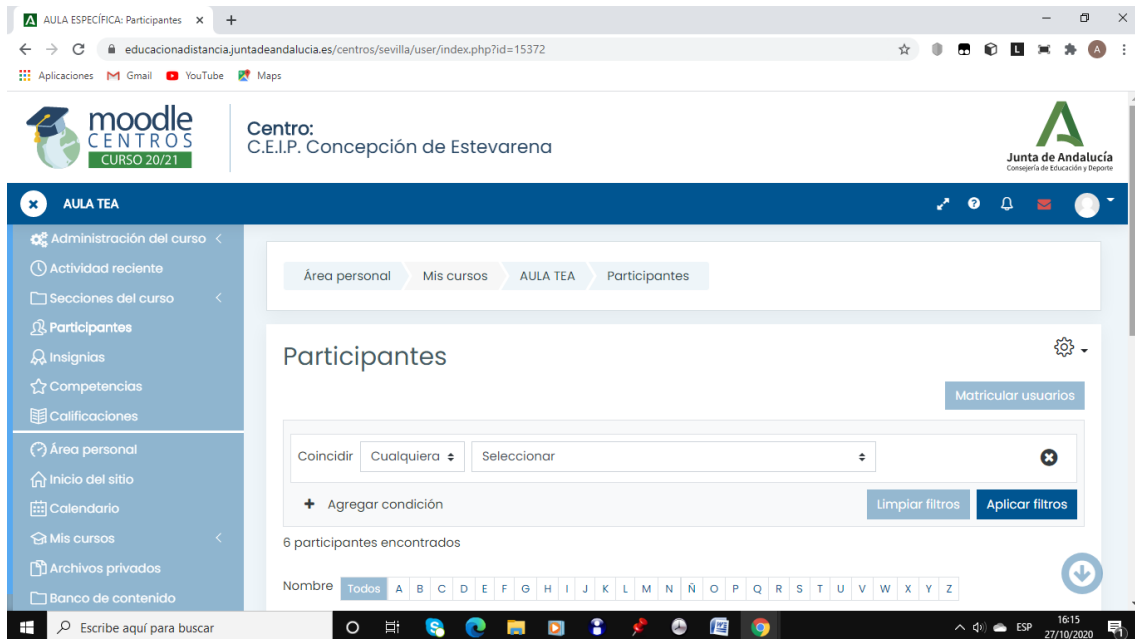 AULA ESPECÍFICA: Participantes
educacionadistancia.juntadeandalucia.es/centros/sevilla/user/index.php?id=15372
A
Aplicaciones Gmail YouTube Maps
moodle
CENTROS
CURSO 20/21
Centro:
C.E.I.P. Concepción de Estevarena
Junta de Andalucía
Consejería de Educación y Deporte
AULA TEA
Administración del curso
Actividad reciente
Secciones del curso
Participantes
Insignias
Competencias
Calificaciones
Área personal
Inicio del sitio
Calendario
Mis cursos
Archivos privados
Banco de contenido
Área personal Mis cursos AULA TEA Participantes
Participantes
Matricular usuarios
Coincidir Cualquiera Seleccionar
Agregar condición
Limpiar filtros Aplicar filtros
6 participantes encontrados
Nombre Todos A B C D E F G H I J K L M N Ñ O P Q R S T U V W X Y Z
Escribe aquí para buscar
ESP
16:15
27/10/2020